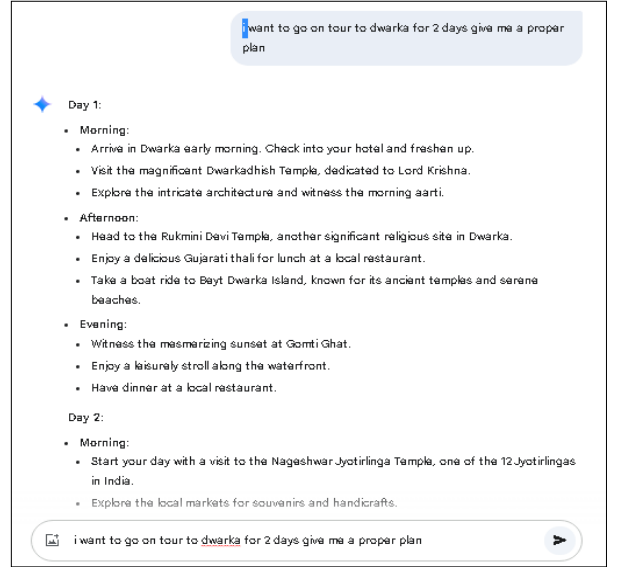 i want to go on tour to dwarka for 2 days give me a proper
plan
Day 1:
• Morning:
• Arrive in Dwarka early morning. Check into your hotel and freshen up.
• Visit the magnificent Dwarkadhish Temple, dedicated to Lord Krishna.
• Explore the intricate architecture and witness the morning aarti.
• Afternoon:
• Head to the Rukmini Devi Temple, another significant religious site in Dwarka.
• Enjoy a delicious Gujarati thali for lunch at a local restaurant.
• Take a boat ride to Beyt Dwarka Island, known for its ancient temples and serene
beaches.
• Evening:
• Witness the mesmerizing sunset at Gomti Ghat.
• Enjoy a leisurely stroll along the waterfront.
• Have dinner at a local restaurant.
Day 2:
• Morning:
• Start your day with a visit to the Nageshwar Jyotirlinga Temple, one of the 12 Jyotirlingas
in India.
• Explore the local markets for souvenirs and handicrafts.
i want to go on tour to dwarka for 2 days give me a proper plan